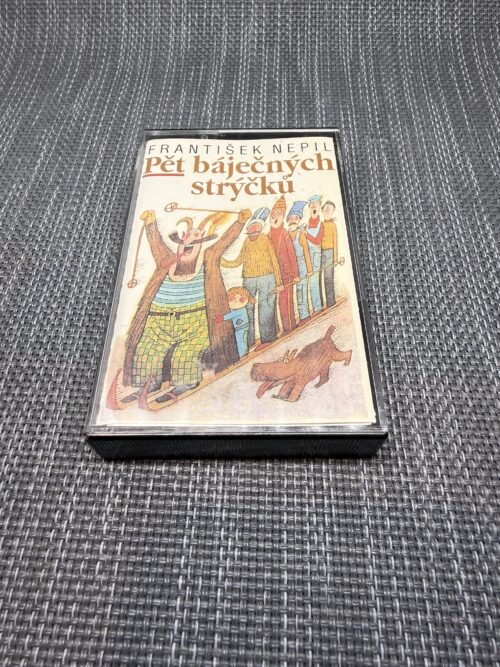 FRANTIŠEK NEPIL
Pět báječných
strýčků